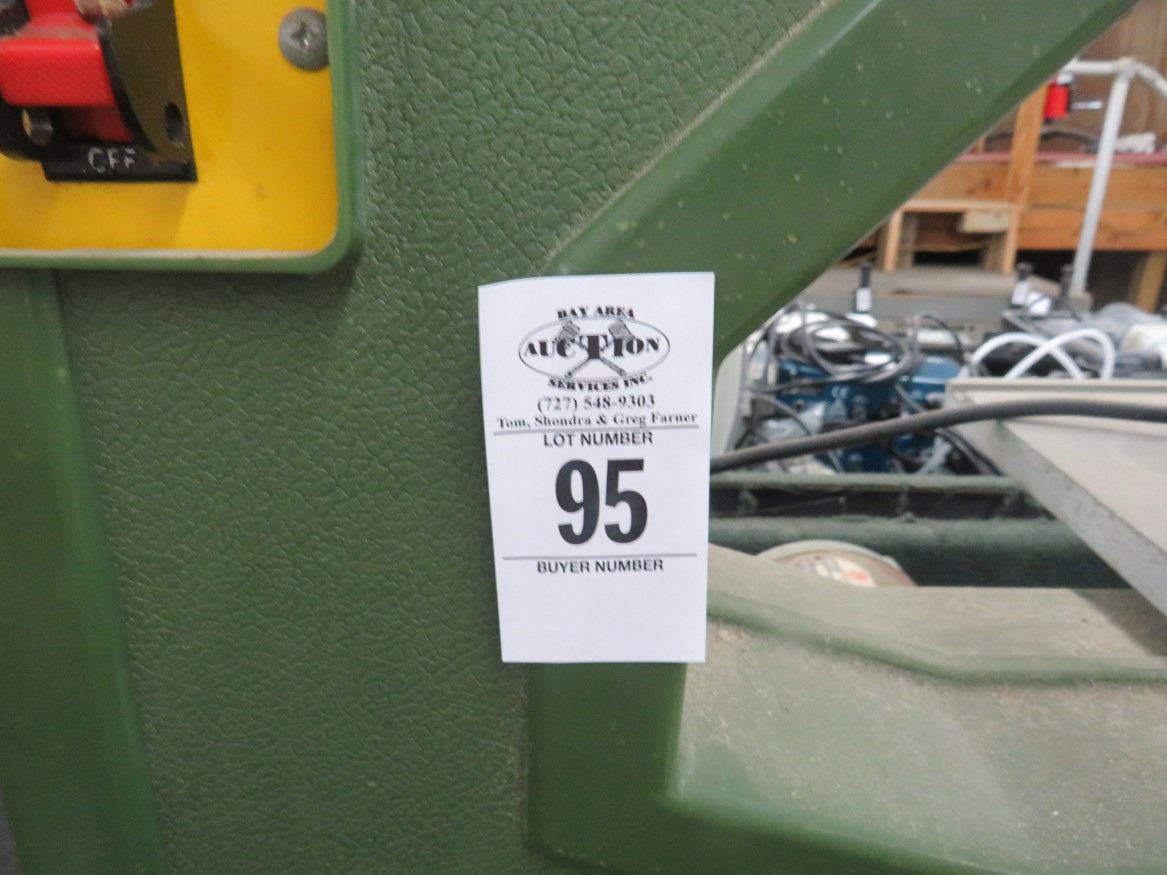 OFF
BAY AREA
AUCTION
SERVICES INC.
(727) 548-9303
Tom, Shondra & Greg Farner
LOT NUMBER
95
BUYER NUMBER